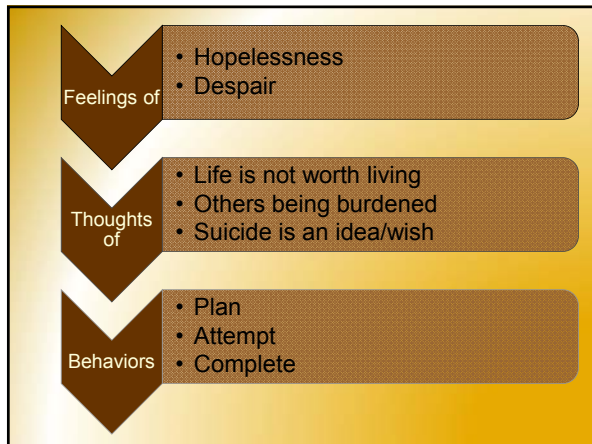 Feelings of
• Hopelessness
• Despair
Thoughts
of
• Life is not worth living
• Others being burdened
• Suicide is an idea/wish
Behaviors
• Plan
• Attempt
• Complete